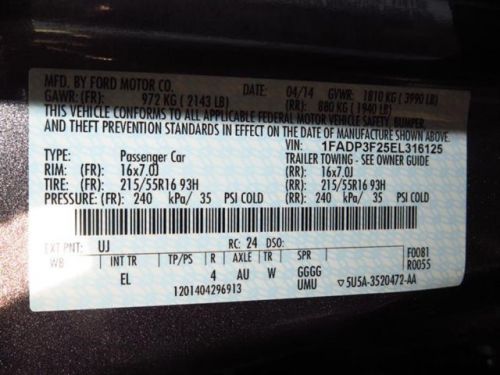 MFD. BY FORD MOTOR CO. DATE: 04/14 GVWR: 1810 KG ( 3990 LB)
GAWR: (FR): 972 KG ( 2143 LB) (RR): 880 KG ( 1940 LB)
THIS VEHICLE CONFORMS TO ALL APPLICABLE FEDERAL MOTOR VEHICLE SAFETY, BUMPER,
AND THEFT PREVENTION STANDARDS IN EFFECT ON THE DATE OF MANUFACTURE SHOWN ABOVE.
VIN: 1FADP3F25EL316125
TYPE: Passenger Car TRAILER TOWING - SEE OWNERS GUIDE
RIM: (FR) 16x7.0J (RR): 16x7.0J
TIRE: (FR) 215/55R16 93H (RR): 215/55R16 93H
PRESSURE: (FR) 240 kPa/ 35 PSI COLD (RR): 240 kPa/ 35 PSI COLD
EXT PNT: UJ RC: 24 DSO: F0081
WB INT TR TP/PS R AXLE TR SPR R0055
EL 4 AU W GGGG
1201404296913 UMU ▽5U5A-3520472-AA